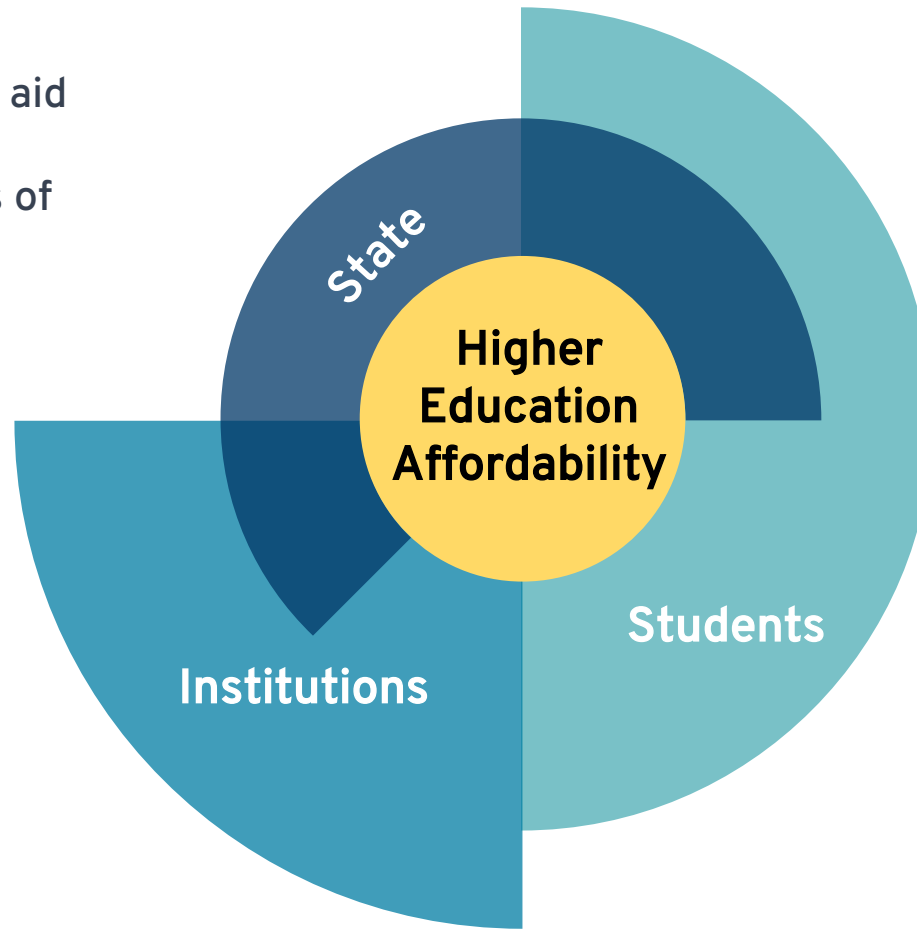 aid
of
State
Higher
Education
Affordability
Students
Institutions